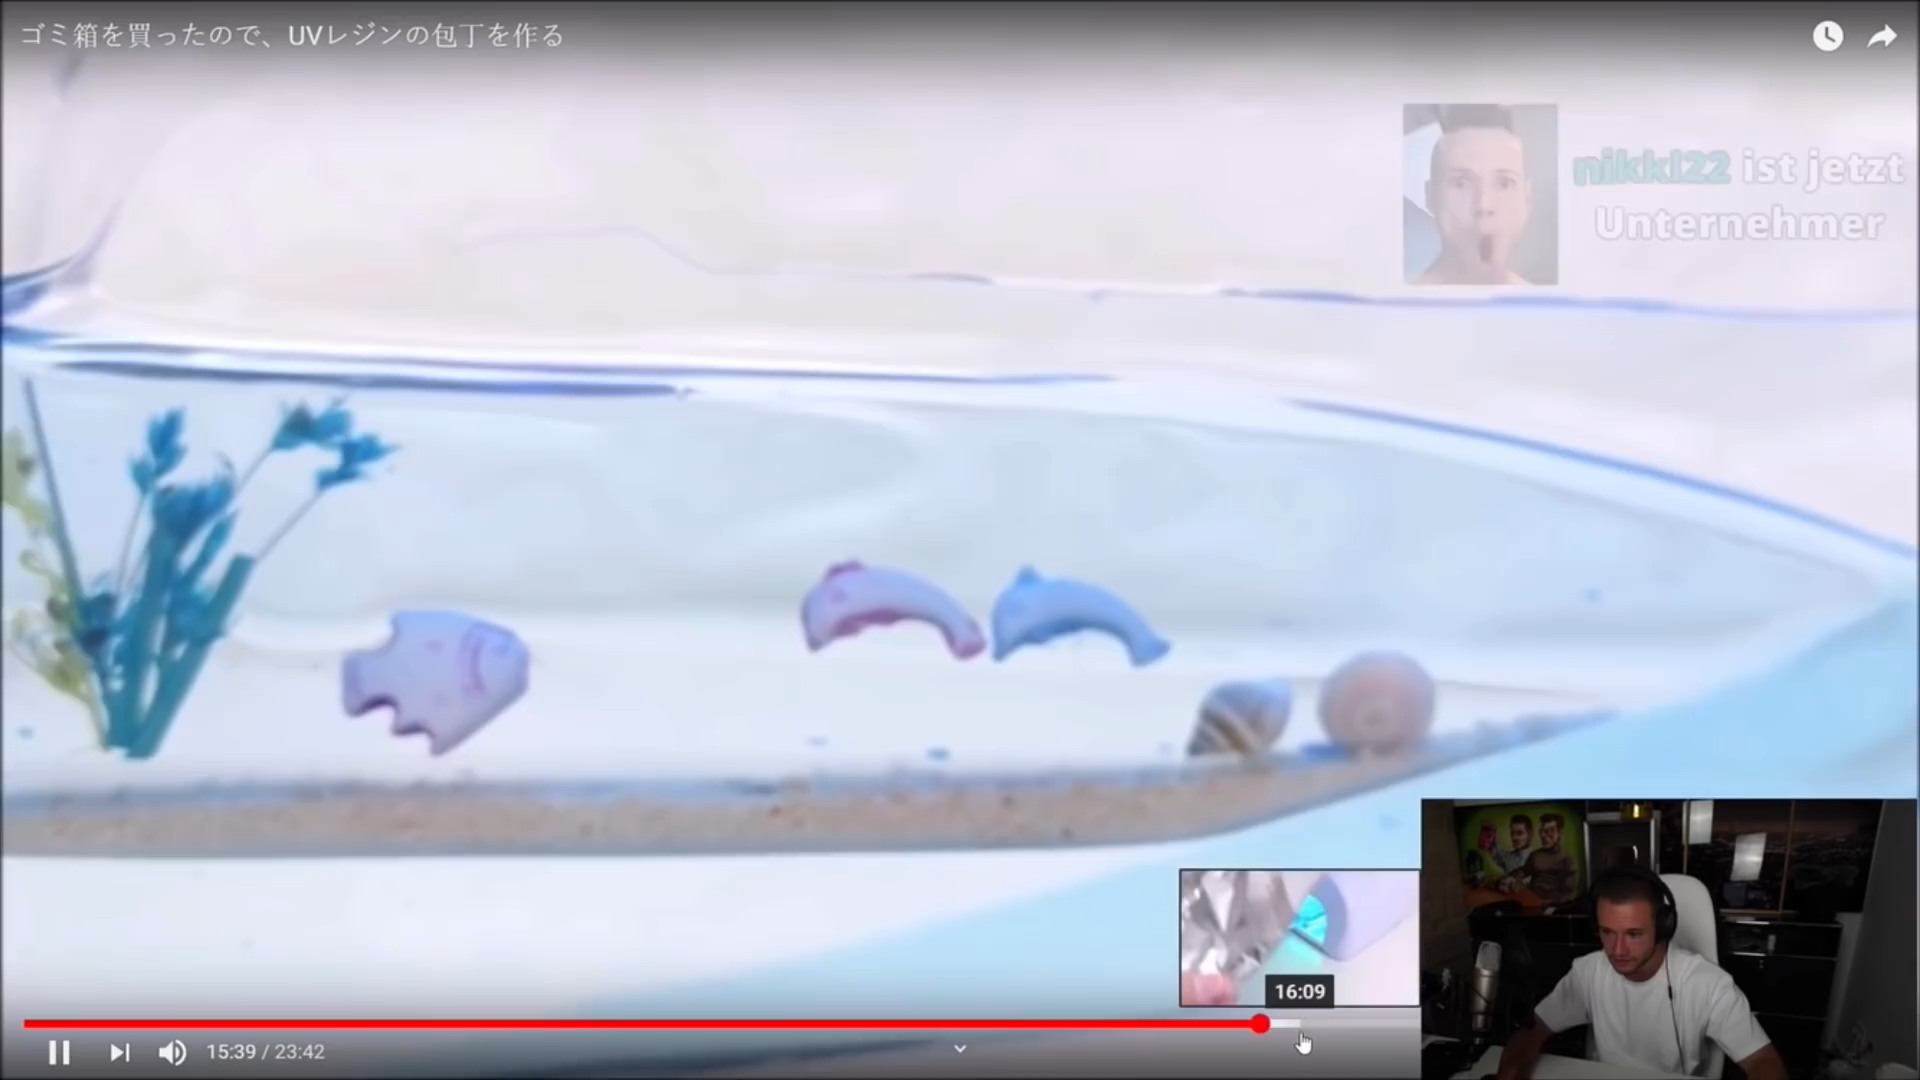 ゴミ箱を買ったので、UVレジンの包丁を作る
nikkl22 ist jetzt
Unternehmer
16:09
15:39 / 23:42